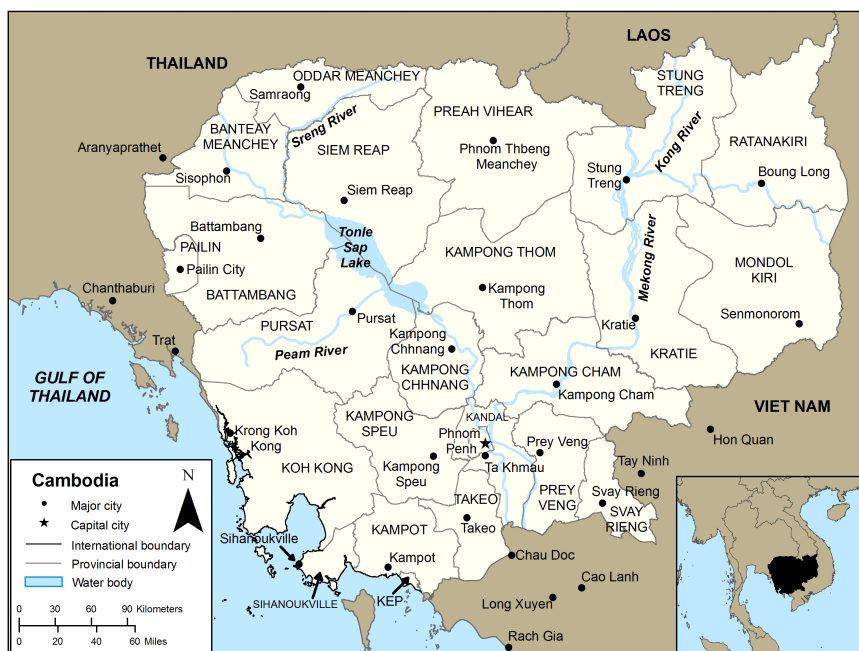 LAOS
THAILAND
ODDAR MEANCHEY
Samraong
STUNG
TRENG
PREAH VIHEAR
Sreng River
BANTEAY
MEANCHEY
SIEM REAP
Kong River
RATANAKIRI
Aranyaprathet
Phnom Thbeng
Meanchey
Sisophon
Stung
Treng
Boung Long
Siem Reap
Battambang
Tonle
Sap
Lake
PAILIN
Pailin City
KAMPONG THOM
Mekong River
MONDOL
KIRI
Chanthaburi
BATTAMBANG
Kampong
Thom
PURSAT
Pursat
Senmonorom
Trat
Peam River
Kampong
Chhnang
Kratie
KRATIE
GULF OF
THAILAND
KAMPONG
CHHNANG
KAMPONG CHAM
Kampong Cham
VIET NAM
KAMPONG
SPEU
KANDAL
Krong Koh
Kong
Phnom
Penh
Prey Veng
Hon Quan
KOH KONG
Kampong
Speu
Ta Khmau
Tay Ninh
TAKEO
Takeo
PREY
VENG
Svay Rieng
SVAY
RIENG
KAMPOT
Sihanoukville
Kampot
Chau Doc
SIHANOUKVILLE
KEP
Cao Lanh
Long Xuyen
Rach Gia
Cambodia
N
Major city
Capital city
International boundary
Provincial boundary
Water body
0 30 60 90 Kilometers
0 20 40 60 Miles